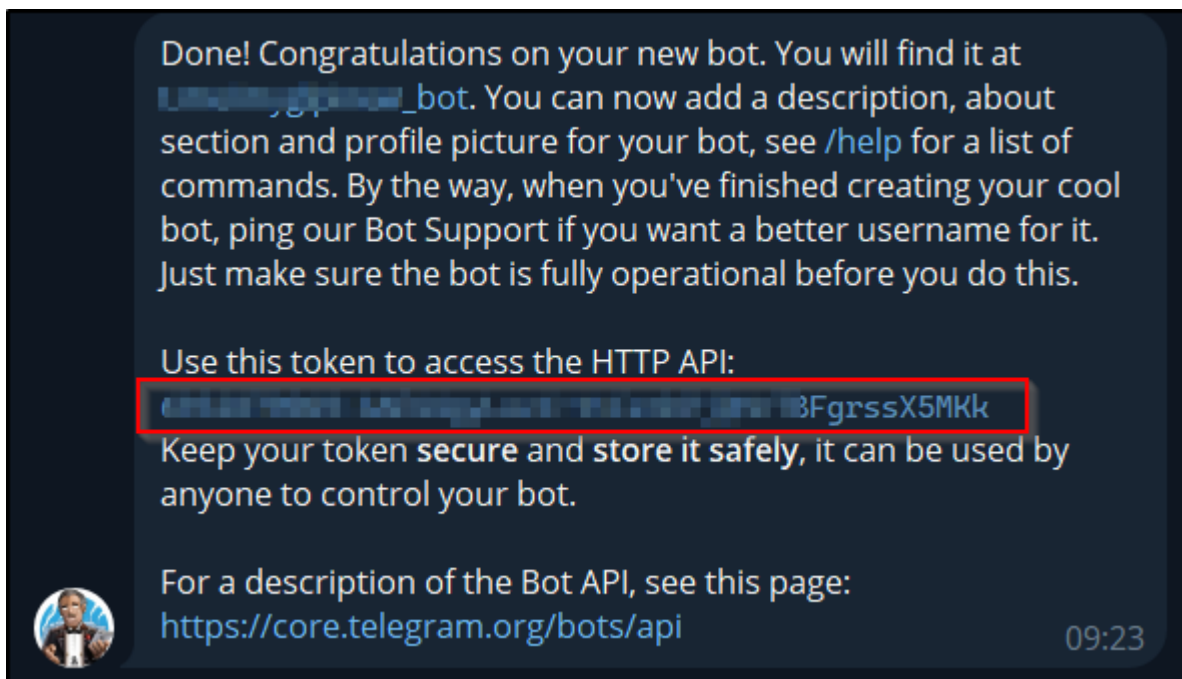 Done! Congratulations on your new bot. You will find it at
_bot. You can now add a description, about
section and profile picture for your bot, see /help for a list of
commands. By the way, when you've finished creating your cool
bot, ping our Bot Support if you want a better username for it.
Just make sure the bot is fully operational before you do this.
Use this token to access the HTTP API:
FgrssX5MKk
Keep your token secure and store it safely, it can be used by
anyone to control your bot.
For a description of the Bot API, see this page:
https://core.telegram.org/bots/api
09:23